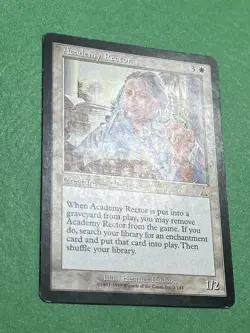 Academy Rector 3
When Academy Rector is put into a
graveyard from play, you may remove
Academy Rector from the game. If you
do, search your library for an enchantment
card and put that card into play. Then
shuffle your library.
1/2